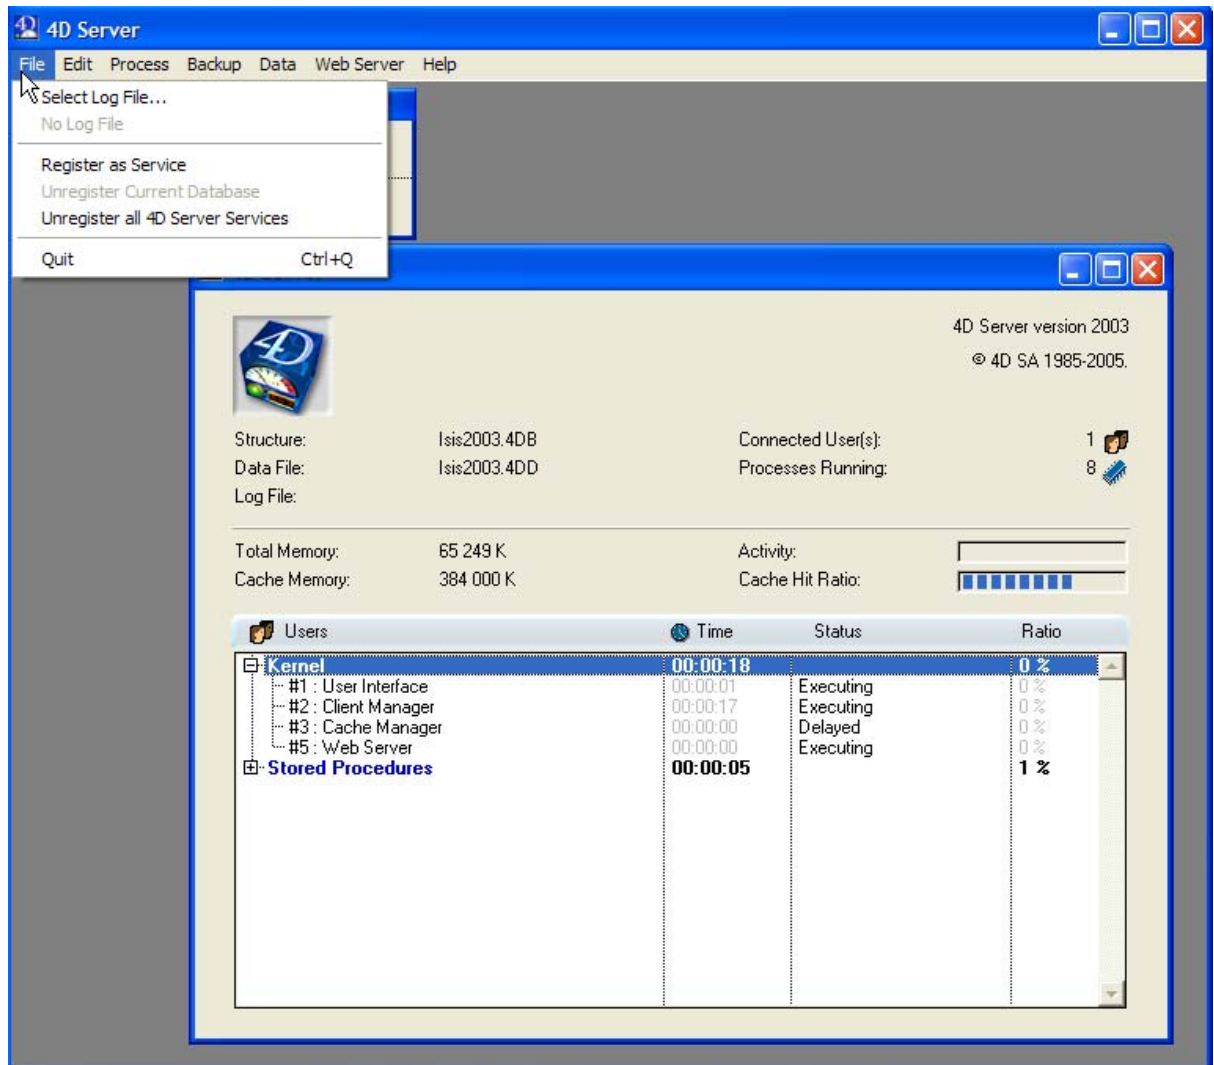 4D Server
File Edit Process Backup Data Web Server Help
Select Log File...
No Log File
Register as Service
Unregister Current Database
Unregister all 4D Server Services
Quit Ctrl+Q
4D
4D Server version 2003
© 4D SA 1985-2005.
Structure: Isis2003.4DB Connected User(s): 1
Data File: Isis2003.4DD Processes Running: 8
Log File:
Total Memory: 65 249 K Activity:
Cache Memory: 384 000 K Cache Hit Ratio:
Users Time Status Ratio
Kernel 00:00:18 0 %
#1 : User Interface 00:00:01 Executing 0 %
#2 : Client Manager 00:00:17 Executing 0 %
#3 : Cache Manager 00:00:00 Delayed 0 %
#5 : Web Server 00:00:00 Executing 0 %
Stored Procedures 00:00:05 1 %